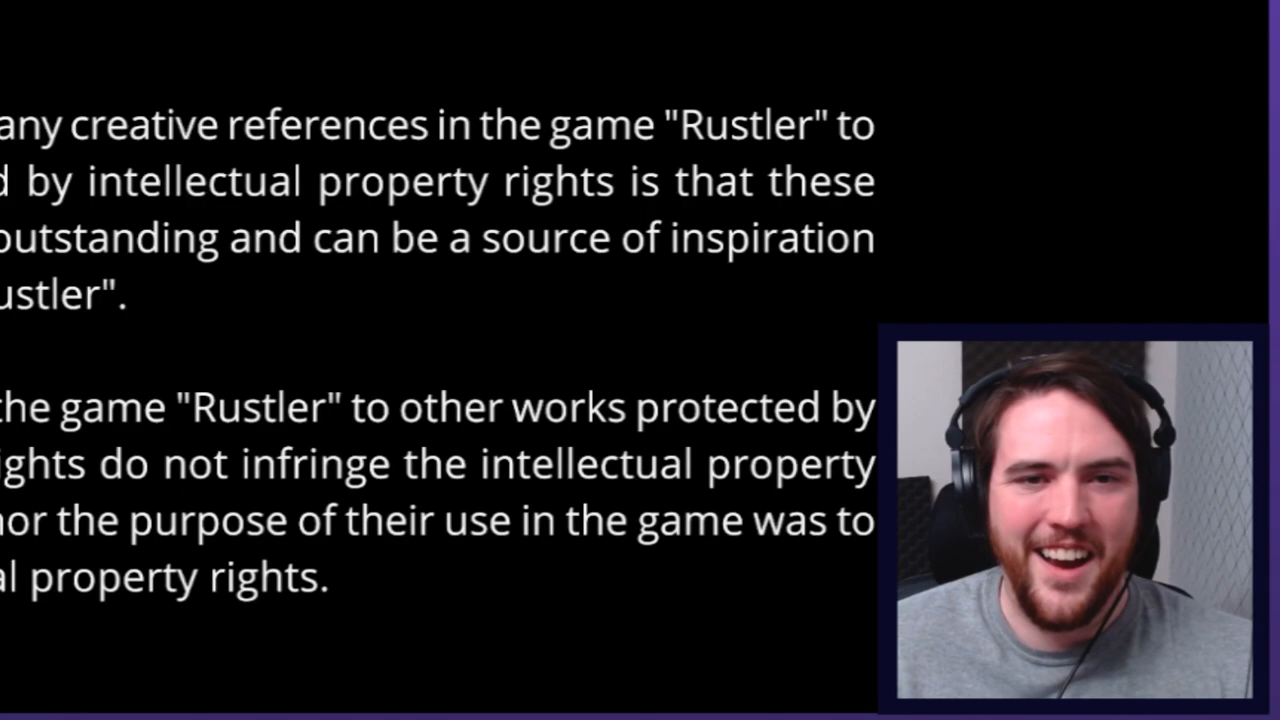 any creative references in the game "Rustler" to
d by intellectual property rights is that these
outstanding and can be a source of inspiration
ustler".
the game "Rustler" to other works protected by
ights do not infringe the intellectual property
nor the purpose of their use in the game was to
al property rights.